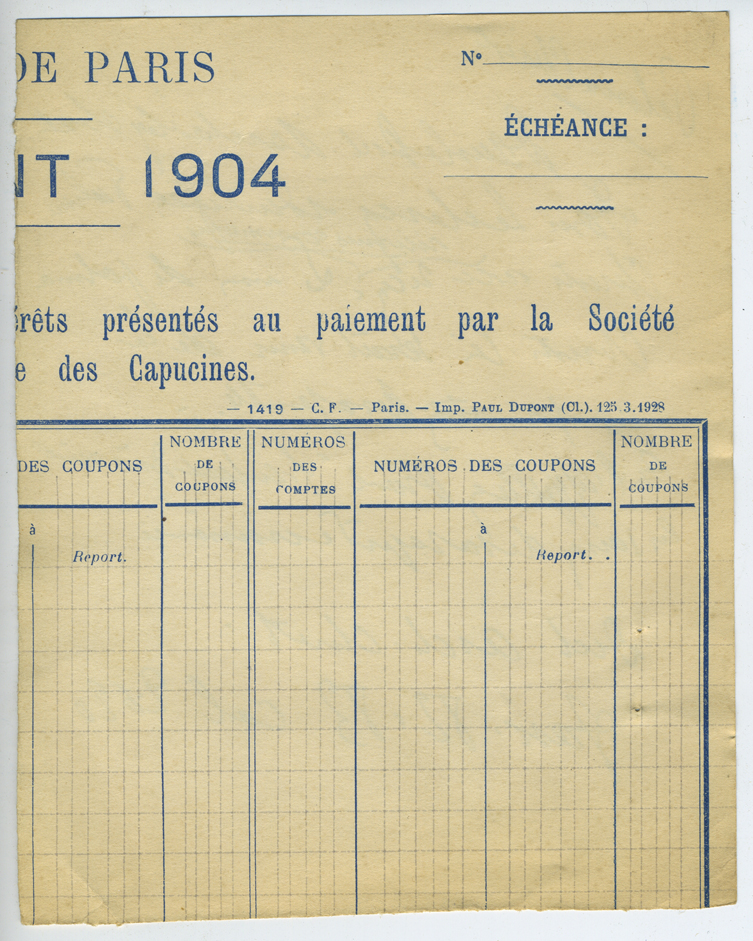 DE PARIS
Nº
ÉCHÉANCE :
NT 1904
érêts présentés au paiement par la Société
e des Capucines.
— 1419 — C. F. — Paris. — Imp. PAUL DUPONT (Cl.). 125.3.1928
DES COUPONS
NOMBRE
DE
COUPONS
NUMÉROS
DES
COMPTES
NUMÉROS DES COUPONS
NOMBRE
DE
COUPONS
à
Report.
à
Report. .